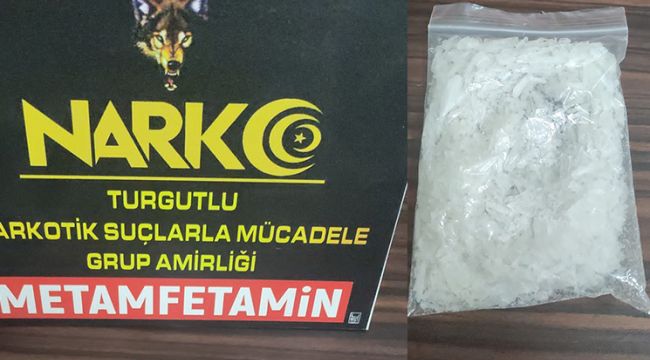 NARKO
TURGUTLU
ARKOTİK SUÇLARLA MÜCADELE
GRUP AMİRLİĞİ
METAMFETAMİN